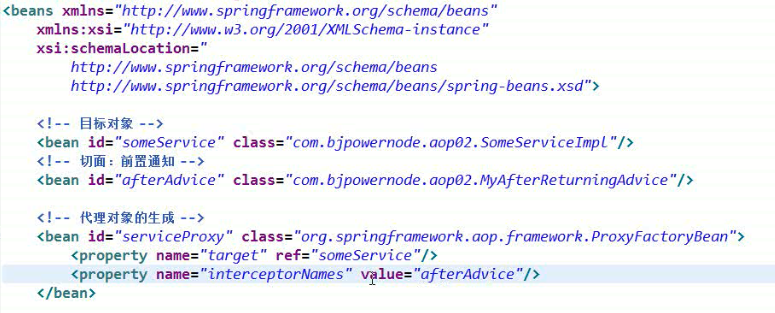 <beans xmlns="http://www.springframework.org/schema/beans"
xmlns:xsi="http://www.w3.org/2001/XMLSchema-instance"
xsi:schemaLocation="
http://www.springframework.org/schema/beans
http://www.springframework.org/schema/beans/spring-beans.xsd">
<!-- 目标对象 -->
<bean id="someService" class="com.bjpowernode.aop02.SomeServiceImpl"/>
<!-- 切面：前置通知 -->
<bean id="afterAdvice" class="com.bjpowernode.aop02.MyAfterReturningAdvice"/>
<!-- 代理对象的生成 -->
<bean id="serviceProxy" class="org.springframework.aop.framework.ProxyFactoryBean">
<property name="target" ref="someService"/>
<property name="interceptorNames" value="afterAdvice"/>
</bean>